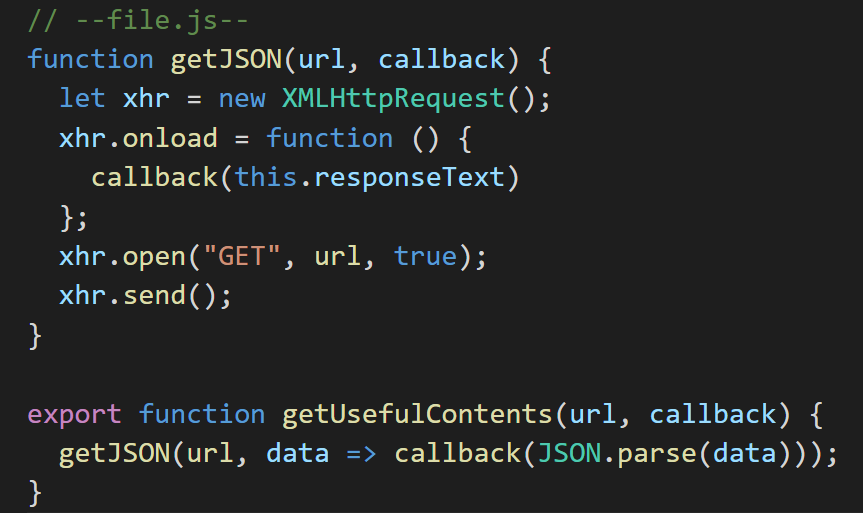 // --file.js--
function getJSON(url, callback) {
  let xhr = new XMLHttpRequest();
  xhr.onload = function () {
    callback(this.responseText)
  };
  xhr.open("GET", url, true);
  xhr.send();
}

export function getUsefulContents(url, callback) {
  getJSON(url, data => callback(JSON.parse(data)));
}